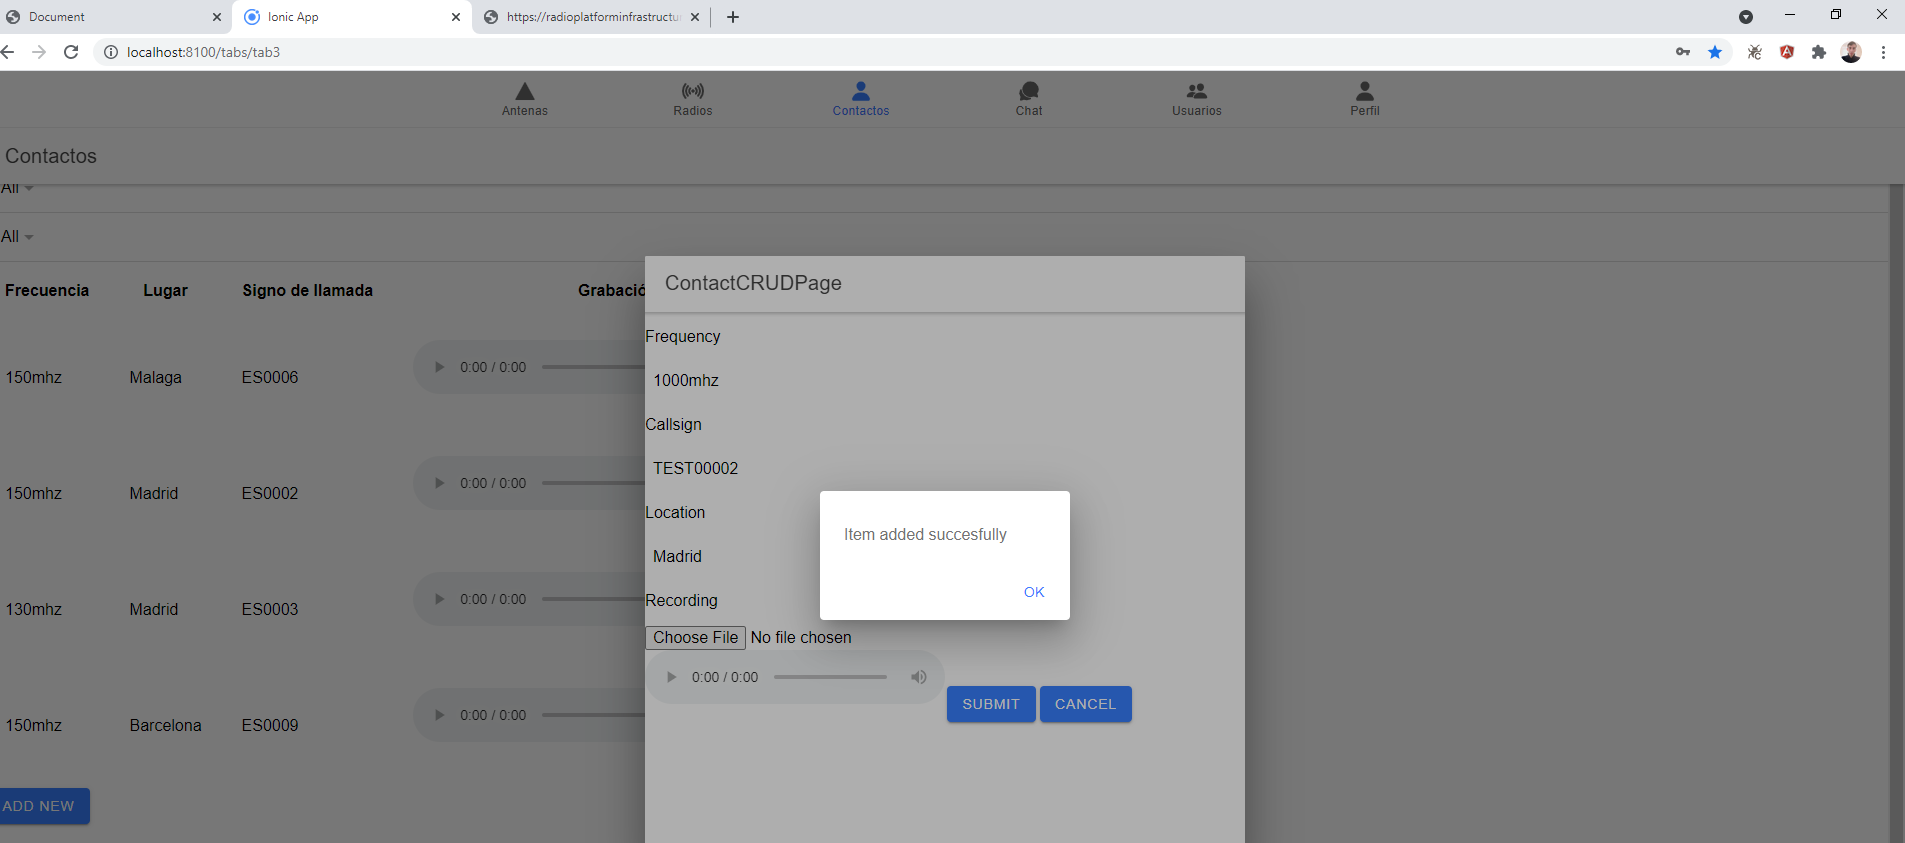 Document
Ionic App
https://radioplatforminfrastructu
localhost:8100/tabs/tab3
Antenas
Radios
Contactos
Chat
Usuarios
Perfil
Contactos
All
All
Frecuencia
Lugar
Signo de llamada
Grabació
150mhz
Malaga
ES0006
0:00 / 0:00
150mhz
Madrid
ES0002
0:00 / 0:00
130mhz
Madrid
ES0003
0:00 / 0:00
150mhz
Barcelona
ES0009
0:00 / 0:00
ADD NEW
ContactCRUDPage
Frequency
1000mhz
Callsign
TEST00002
Location
Madrid
Recording
Choose File No file chosen
0:00 / 0:00
SUBMIT
CANCEL
Item added succesfully
OK